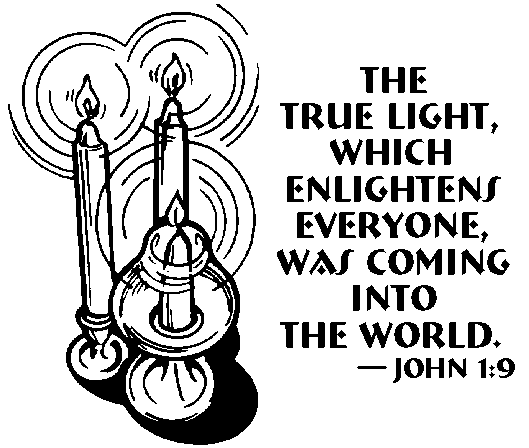 THE
TRUE LIGHT,
WHICH
ENLIGHTENS
EVERYONE,
WAS COMING
INTO
THE WORLD.
—JOHN 1:9